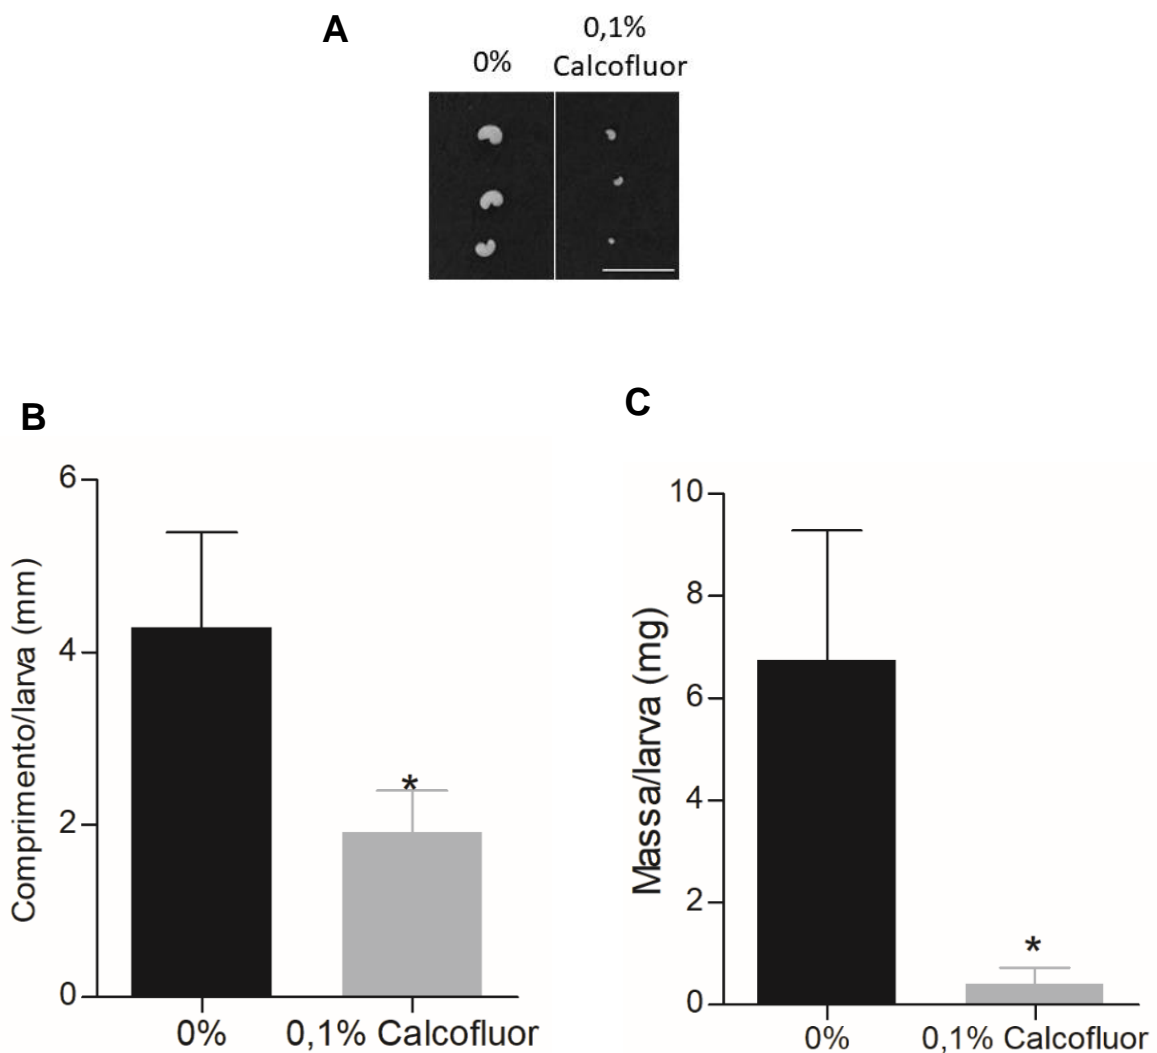 A
0%
0,1%
Calcofluor
B
Comprimento/larva (mm)
6
4
2
0
*
0%
0,1% Calcofluor
C
Massa/larva (mg)
10
8
6
4
2
0
*
0%
0,1% Calcofluor